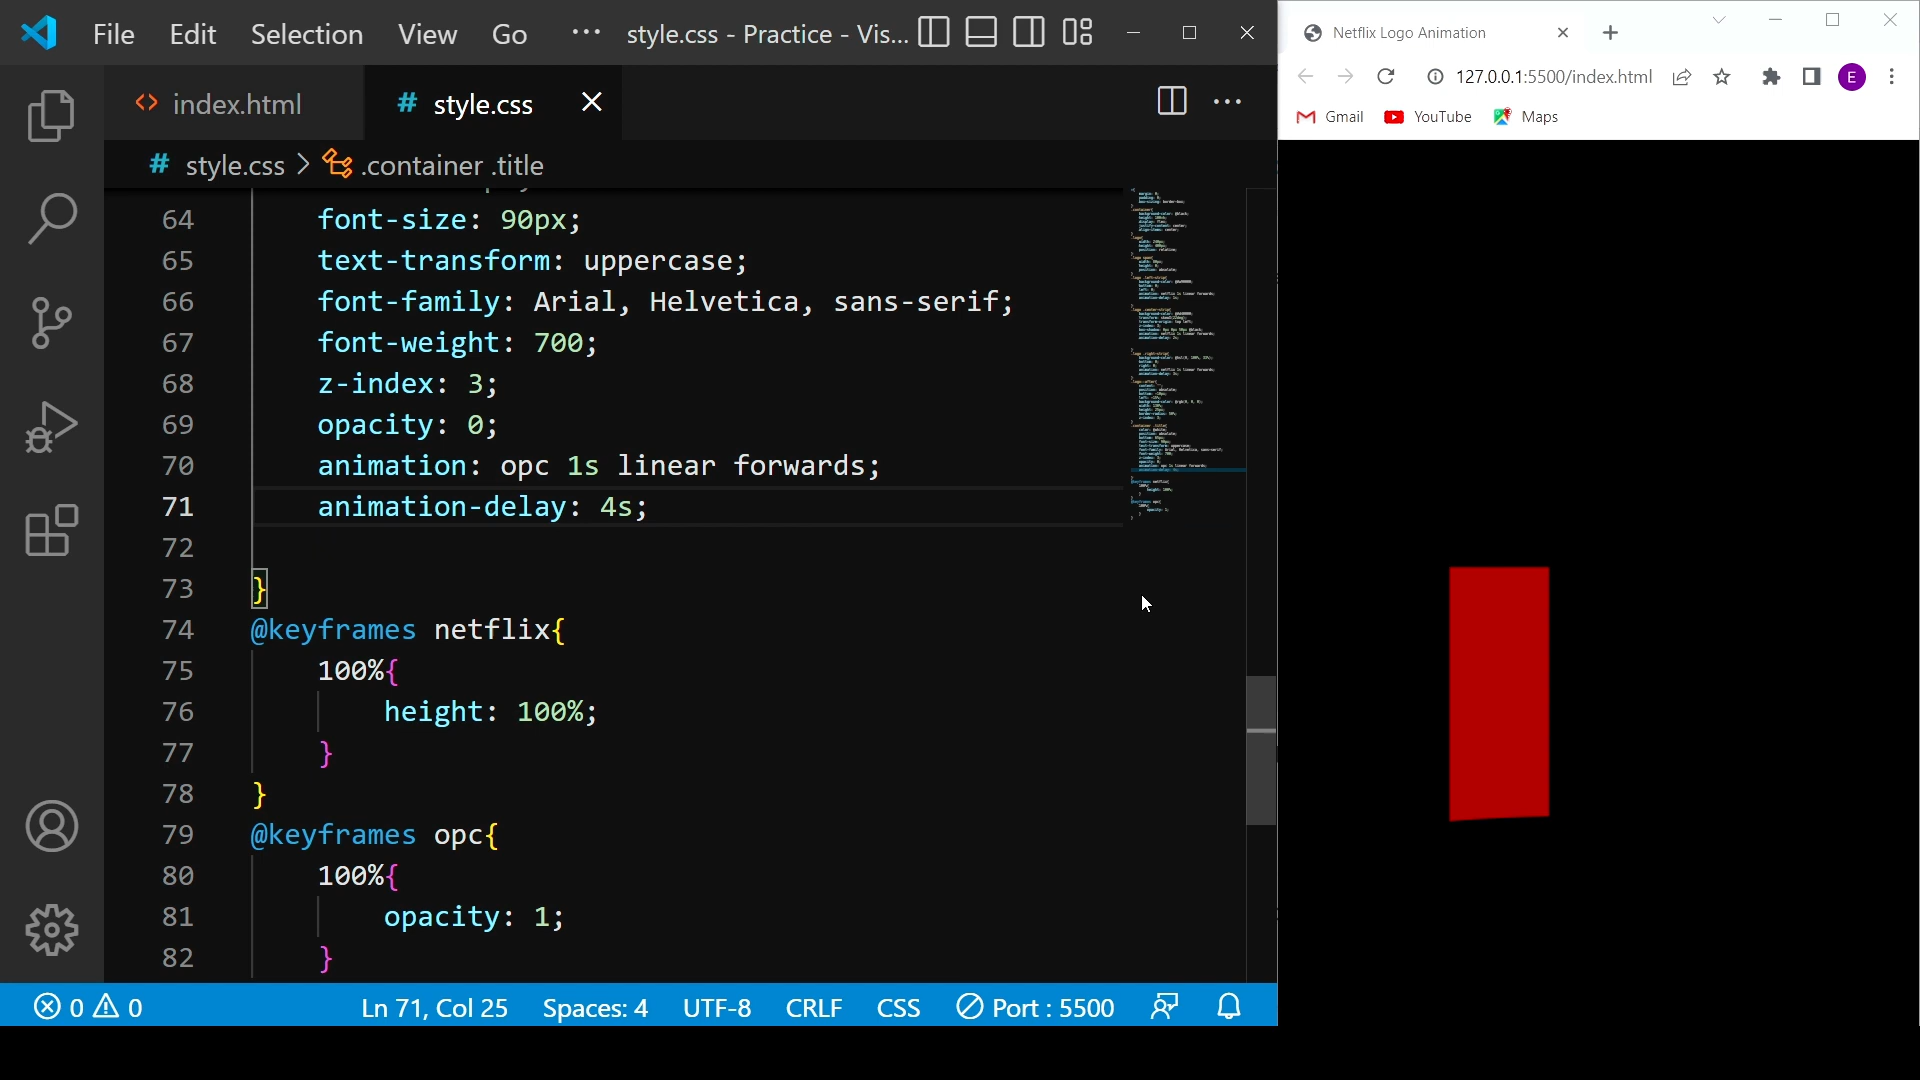 File Edit Selection View Go ··· style.css - Practice - Vis...
Netflix Logo Animation
127.0.0.1:5500/index.html
E
Gmail YouTube Maps
<> index.html # style.css
# style.css > .container .title
64 font-size: 90px;
65 text-transform: uppercase;
66 font-family: Arial, Helvetica, sans-serif;
67 font-weight: 700;
68 z-index: 3;
69 opacity: 0;
70 animation: opc 1s linear forwards;
71 animation-delay: 4s;
72
73 }
74 @keyframes netflix{
75 100%{
76 height: 100%;
77 }
78 }
79 @keyframes opc{
80 100%{
81 opacity: 1;
82 }
0 0 Ln 71, Col 25 Spaces: 4 UTF-8 CRLF CSS Port : 5500